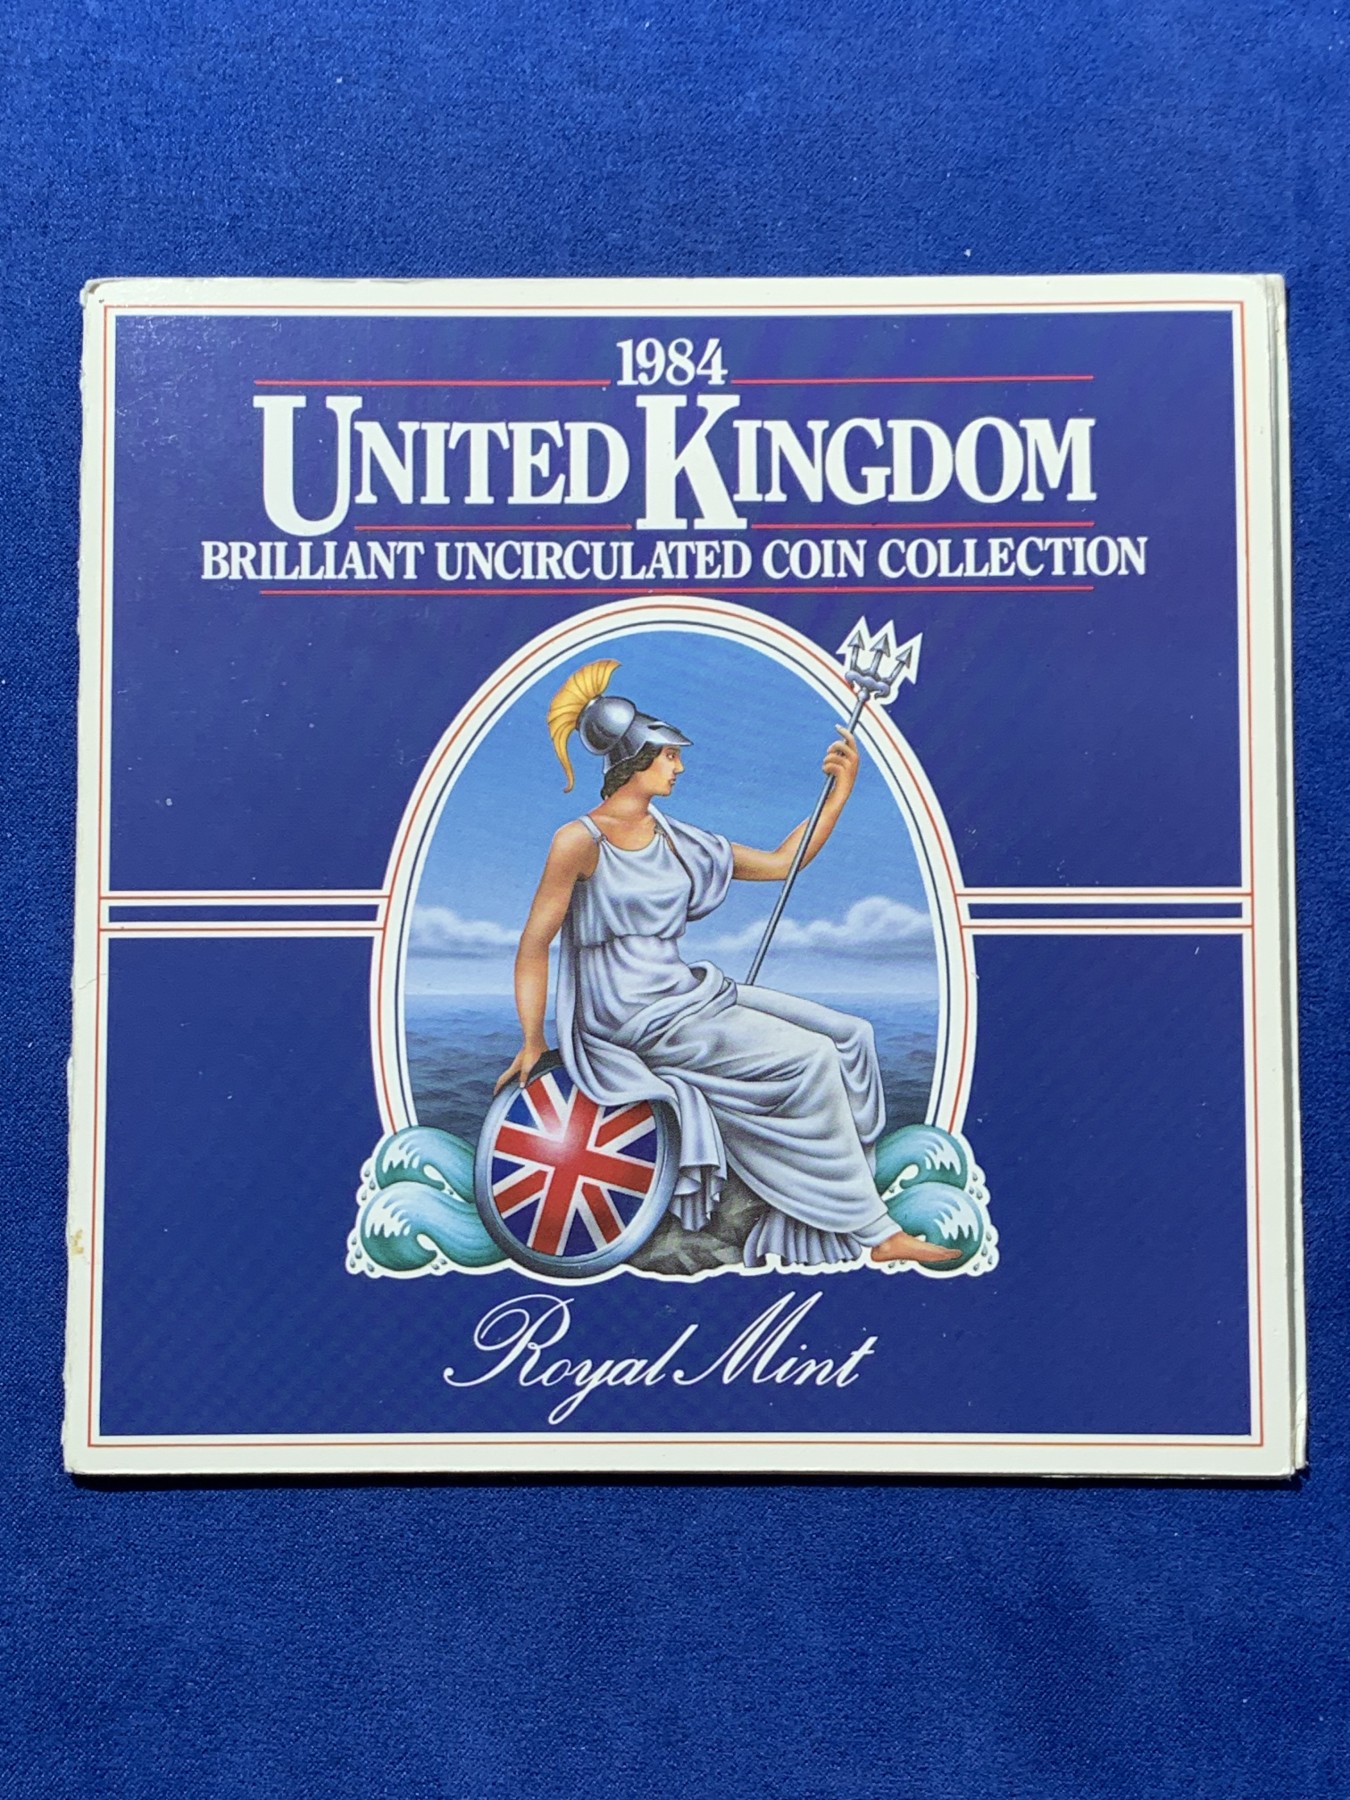 1984
UNITED KINGDOM
BRILLIANT UNCIRCULATED COIN COLLECTION
Royal Mint